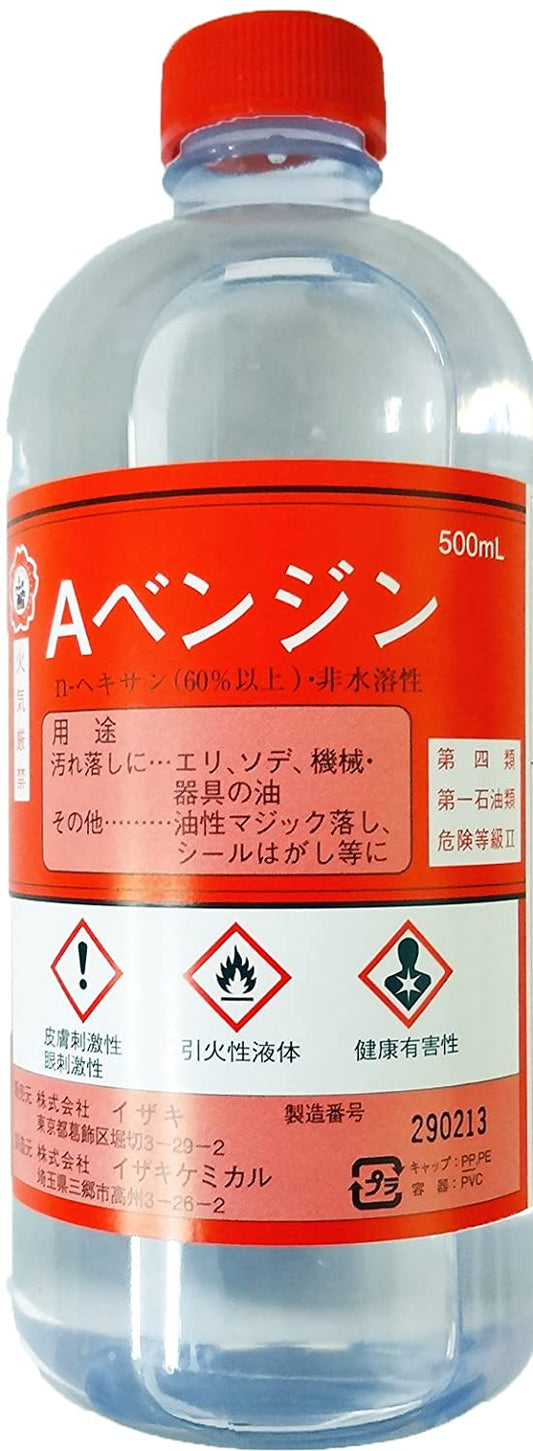 500mL
Aベンジン
n-ヘキサン(60%以上)・非水溶性
火気厳禁
用途
汚れ落しに…エリ、ソデ、機械・
器具の油
その他………油性マジック落し、
シールはがし等に
第四類
第一石油類
危険等級Ⅱ
皮膚刺激性
眼刺激性
引火性液体
健康有害性
株式会社 イザキ
東京都葛飾区堀切3-29-2
株式会社 イザキケミカル
埼玉県三郷市高州3-26-2
製造番号
290213
プラ
キャップ:PP,PE
容器:PVC